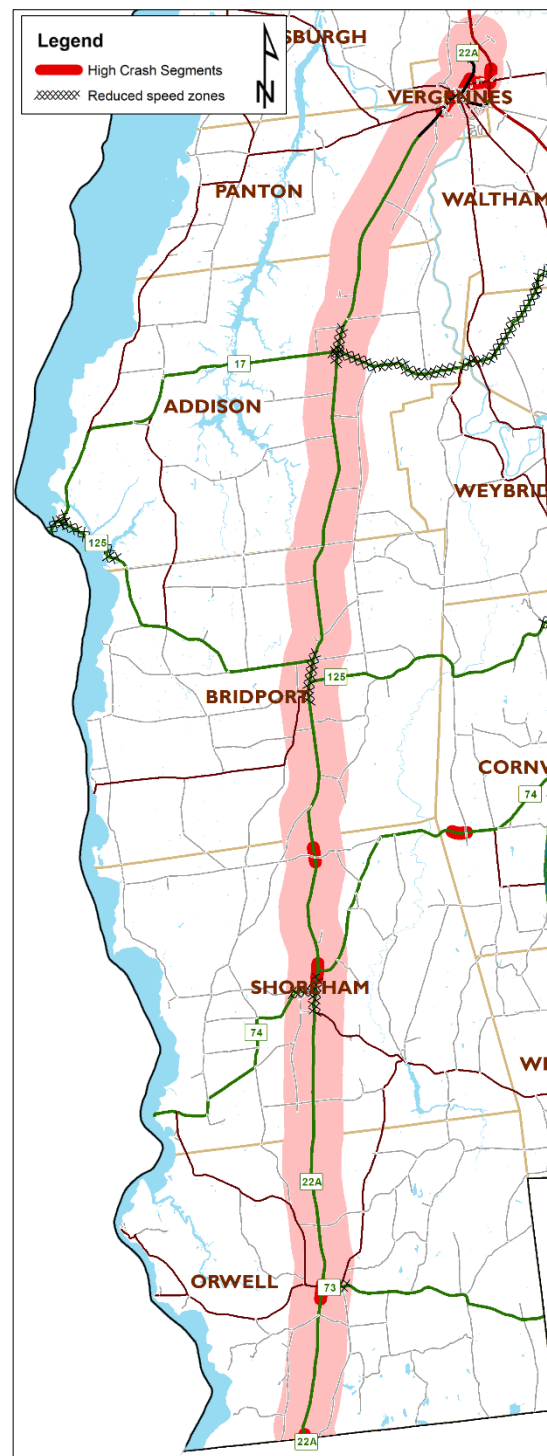 Legend
High Crash Segments
Reduced speed zones
N
SBURGH
22A
VERGENNES
PANTON
WALTHAM
17
ADDISON
WEYBRID
125
125
BRIDPORT
CORNW
74
SHOREHAM
74
WH
22A
ORWELL
73
22A